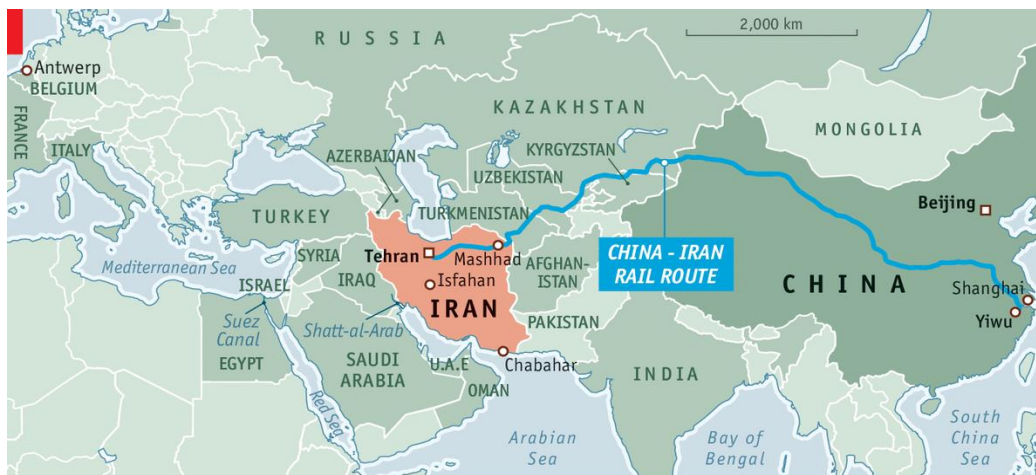 2,000 km
RUSSIA
Antwerp
BELGIUM
FRANCE
KAZAKHSTAN
MONGOLIA
ITALY
AZERBAIJAN
KYRGYZSTAN
UZBEKISTAN
TURKEY
TURKMENISTAN
Beijing
Tehran
Mashhad
CHINA - IRAN
RAIL ROUTE
SYRIA
AFGHAN-
ISTAN
Mediterranean Sea
IRAQ
Isfahan
CHINA
ISRAEL
Shanghai
IRAN
Suez
Canal
Shatt-al-Arab
PAKISTAN
Yiwu
EGYPT
SAUDI
ARABIA
U.A.E
Chabahar
INDIA
OMAN
Red Sea
Arabian
Sea
Bay of
Bengal
South
China
Sea